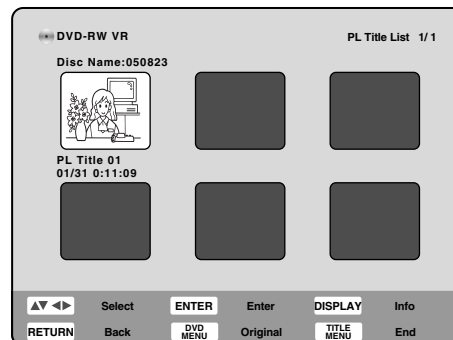 DVD-RW VR PL Title List 1/1
Disc Name:050823
PL Title 01
01/31 0:11:09
▲▼ ◀▶ Select ENTER Enter DISPLAY Info
RETURN Back DVD MENU Original TITLE MENU End